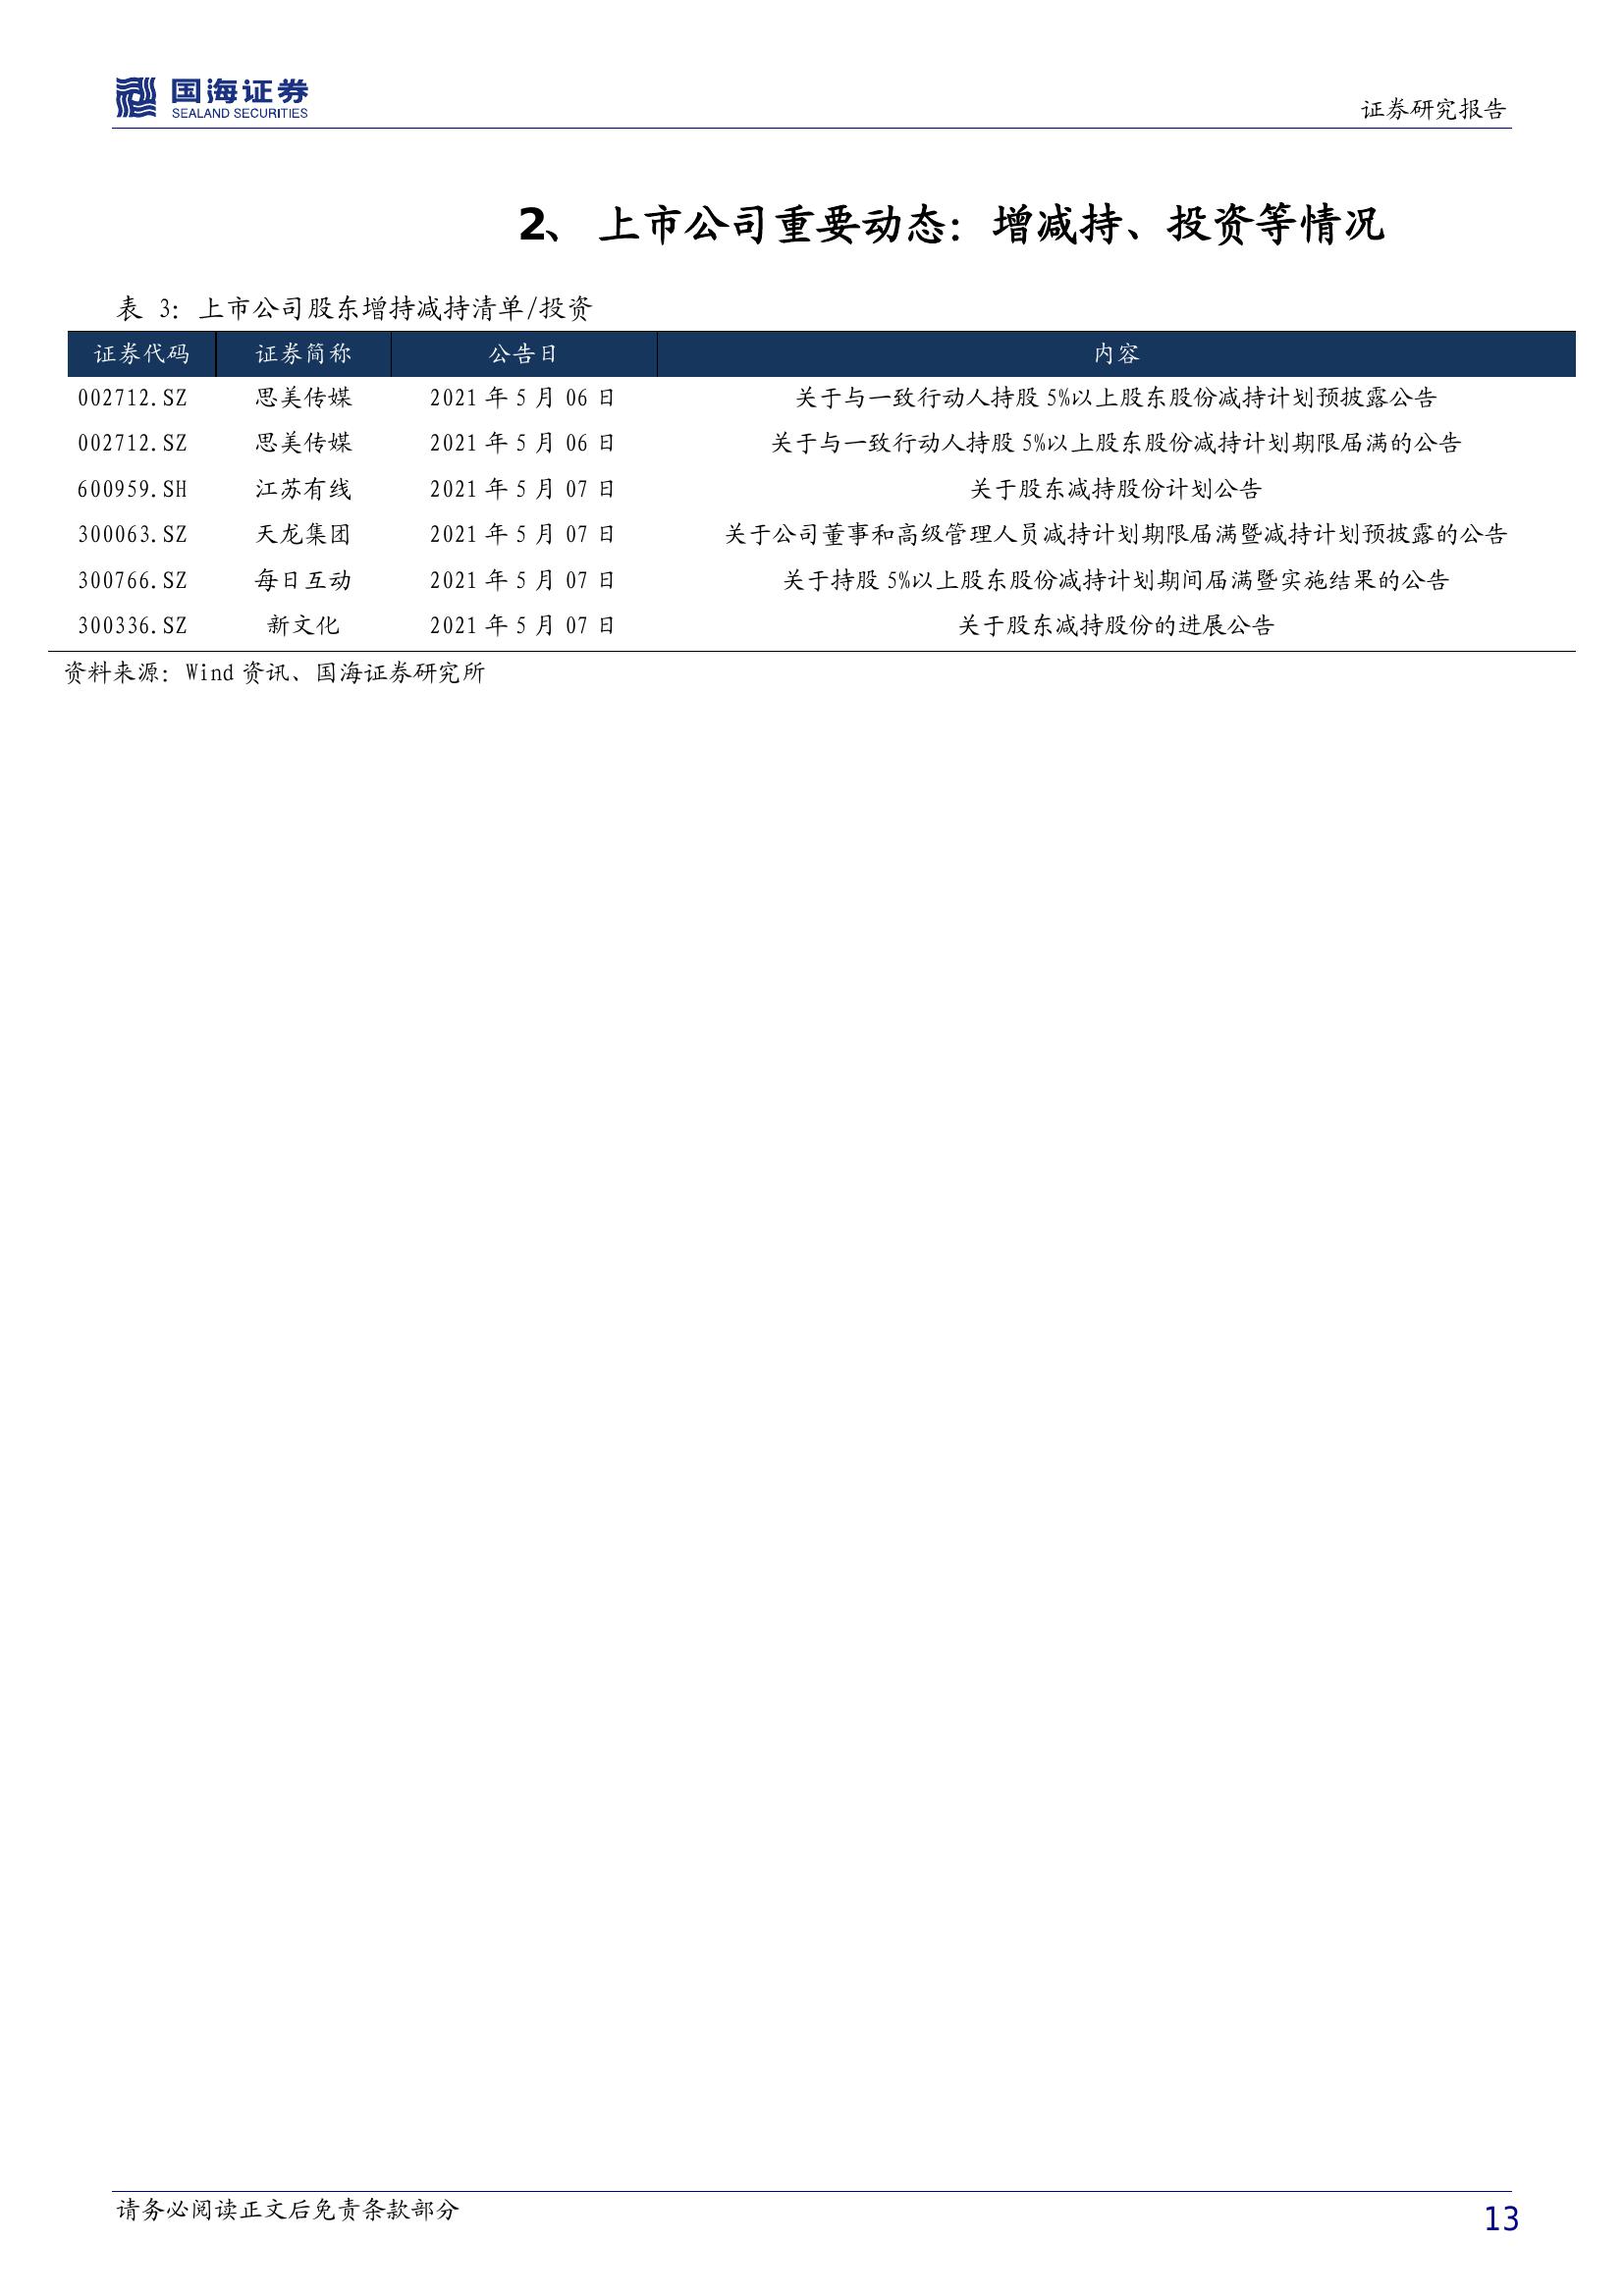 国海证券
SEALAND SECURITIES
证券研究报告
2、 上市公司重要动态：增减持、投资等情况
表 3：上市公司股东增持减持清单/投资
证券代码 证券简称 公告日 内容
002712.SZ 思美传媒 2021 年 5 月 06 日 关于与一致行动人持股 5%以上股东股份减持计划预披露公告
002712.SZ 思美传媒 2021 年 5 月 06 日 关于与一致行动人持股 5%以上股东股份减持计划期限届满的公告
600959.SH 江苏有线 2021 年 5 月 07 日 关于股东减持股份计划公告
300063.SZ 天龙集团 2021 年 5 月 07 日 关于公司董事和高级管理人员减持计划期限届满暨减持计划预披露的公告
300766.SZ 每日互动 2021 年 5 月 07 日 关于持股 5%以上股东股份减持计划期间届满暨实施结果的公告
300336.SZ 新文化 2021 年 5 月 07 日 关于股东减持股份的进展公告
资料来源：Wind 资讯、国海证券研究所
请务必阅读正文后免责条款部分
13